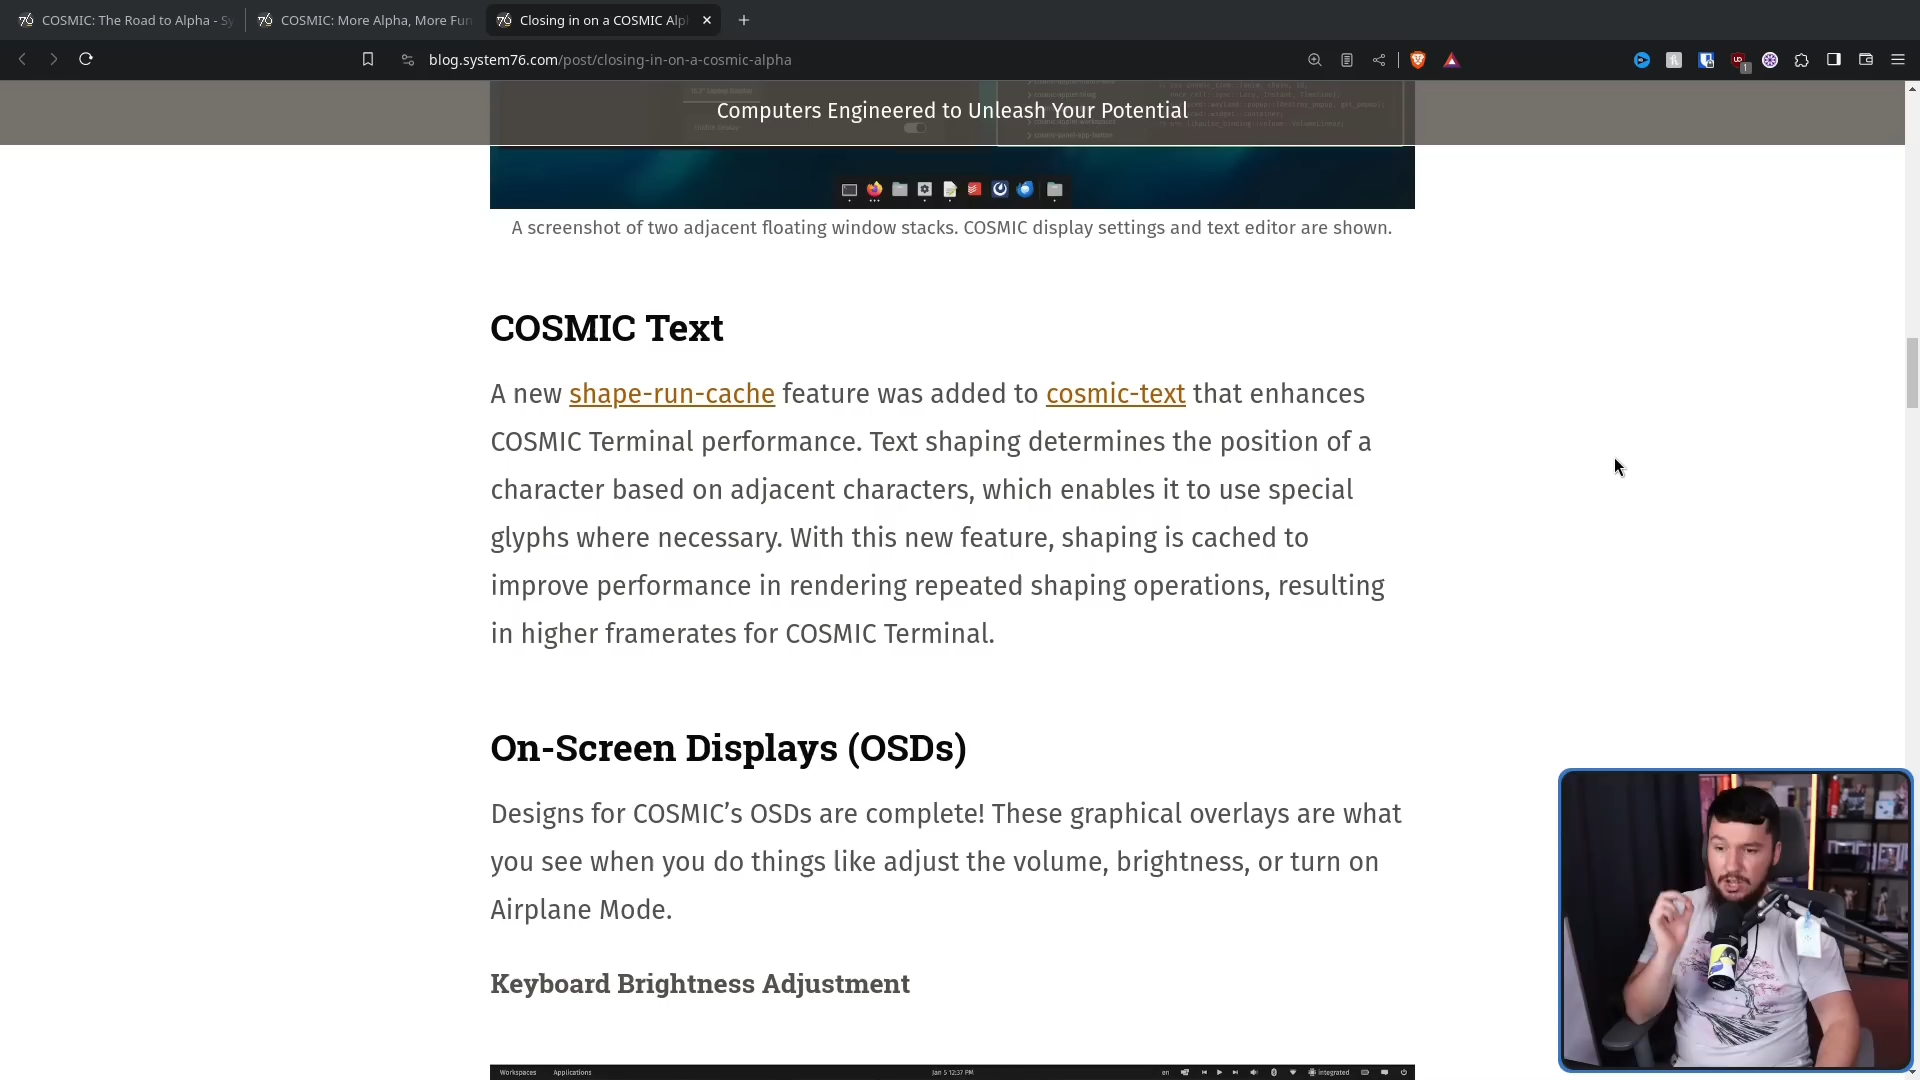 COSMIC: The Road to Alpha - Sy
COSMIC: More Alpha, More Fun
Closing in on a COSMIC Alp
blog.system76.com/post/closing-in-on-a-cosmic-alpha
Computers Engineered to Unleash Your Potential
A screenshot of two adjacent floating window stacks. COSMIC display settings and text editor are shown.
COSMIC Text
A new shape-run-cache feature was added to cosmic-text that enhances
COSMIC Terminal performance. Text shaping determines the position of a
character based on adjacent characters, which enables it to use special
glyphs where necessary. With this new feature, shaping is cached to
improve performance in rendering repeated shaping operations, resulting
in higher framerates for COSMIC Terminal.
On-Screen Displays (OSDs)
Designs for COSMIC’s OSDs are complete! These graphical overlays are what
you see when you do things like adjust the volume, brightness, or turn on
Airplane Mode.
Keyboard Brightness Adjustment
Workspaces Applications Jan 5 12:37 PM en integrated